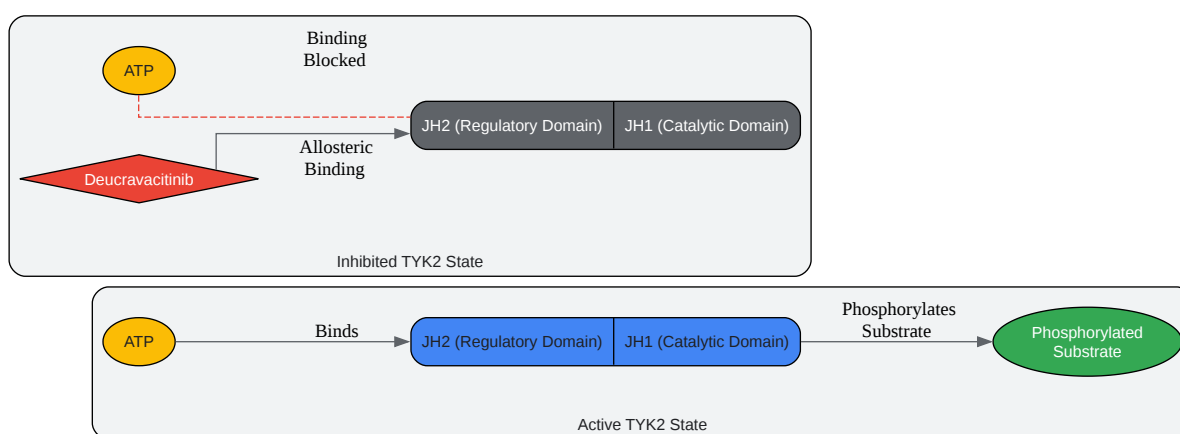 Binding
Blocked
ATP
JH2 (Regulatory Domain)
JH1 (Catalytic Domain)
Allosteric
Binding
Deucravacitinib
Inhibited TYK2 State
ATP
Binds
JH2 (Regulatory Domain)
JH1 (Catalytic Domain)
Phosphorylates
Substrate
Phosphorylated
Substrate
Active TYK2 State